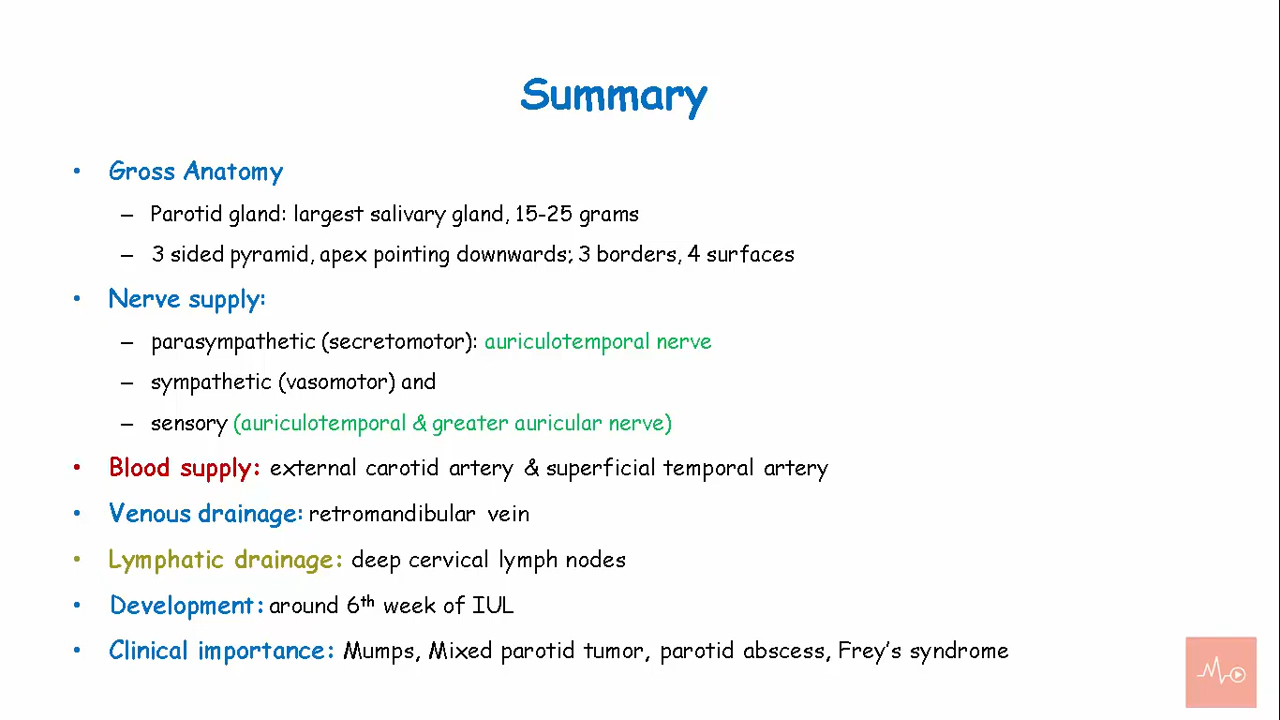 Summary
• Gross Anatomy
– Parotid gland: largest salivary gland, 15-25 grams
– 3 sided pyramid, apex pointing downwards; 3 borders, 4 surfaces
• Nerve supply:
– parasympathetic (secretomotor): auriculotemporal nerve
– sympathetic (vasomotor) and
– sensory (auriculotemporal & greater auricular nerve)
• Blood supply: external carotid artery & superficial temporal artery
• Venous drainage: retromandibular vein
• Lymphatic drainage: deep cervical lymph nodes
• Development: around 6th week of IUL
• Clinical importance: Mumps, Mixed parotid tumor, parotid abscess, Frey's syndrome